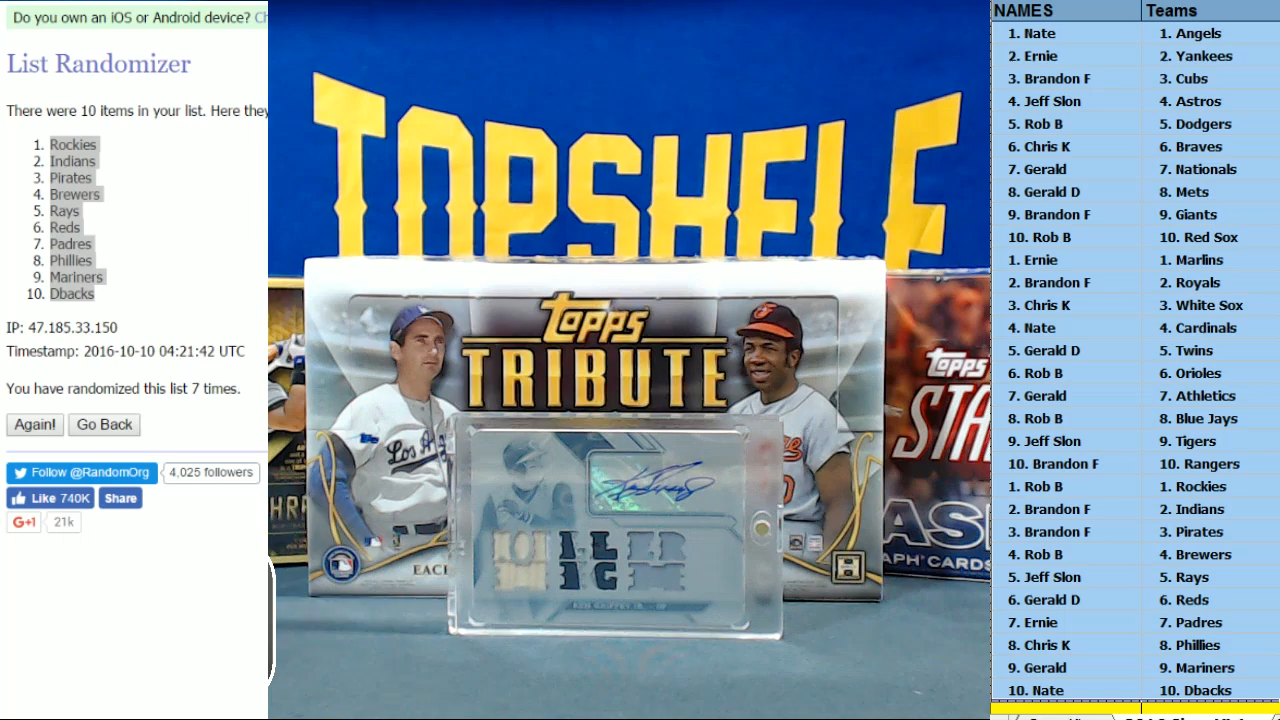 Do you own an iOS or Android device?
List Randomizer
There were 10 items in your list. Here they
1. Rockies
2. Indians
3. Pirates
4. Brewers
5. Rays
6. Reds
7. Padres
8. Phillies
9. Mariners
10. Dbacks
IP: 47.185.33.150
Timestamp: 2016-10-10 04:21:42 UTC
You have randomized this list 7 times.
Again! Go Back
Follow @RandomOrg 4,025 followers
Like 740K Share
G+1 21k
TOPSHELF
topps
TRIBUTE
Los
EACH
KEN GRIFFEY JR. - OF
topps
APH CARDS
NAMES Teams
1. Nate 1. Angels
2. Ernie 2. Yankees
3. Brandon F 3. Cubs
4. Jeff Slon 4. Astros
5. Rob B 5. Dodgers
6. Chris K 6. Braves
7. Gerald 7. Nationals
8. Gerald D 8. Mets
9. Brandon F 9. Giants
10. Rob B 10. Red Sox
1. Ernie 1. Marlins
2. Brandon F 2. Royals
3. Chris K 3. White Sox
4. Nate 4. Cardinals
5. Gerald D 5. Twins
6. Rob B 6. Orioles
7. Gerald 7. Athletics
8. Rob B 8. Blue Jays
9. Jeff Slon 9. Tigers
10. Brandon F 10. Rangers
1. Rob B 1. Rockies
2. Brandon F 2. Indians
3. Brandon F 3. Pirates
4. Rob B 4. Brewers
5. Jeff Slon 5. Rays
6. Gerald D 6. Reds
7. Ernie 7. Padres
8. Chris K 8. Phillies
9. Gerald 9. Mariners
10. Nate 10. Dbacks